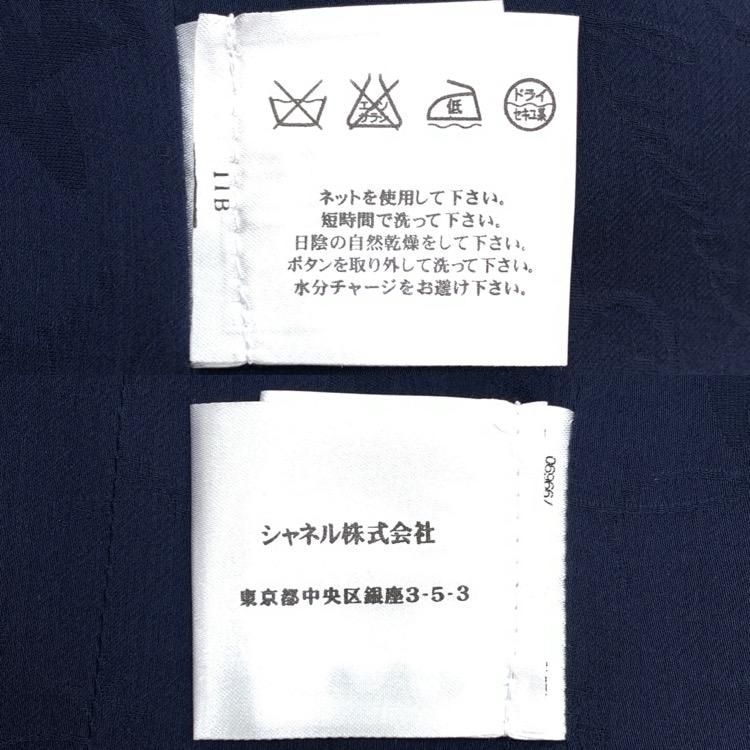 エンソ
サラシ
低
ドライ
セキユ系
11B
ネットを使用して下さい。
短時間で洗って下さい。
日陰の自然乾燥をして下さい。
ボタンを取り外して洗って下さい。
水分チャージをお避け下さい。
シャネル株式会社
東京都中央区銀座3-5-3